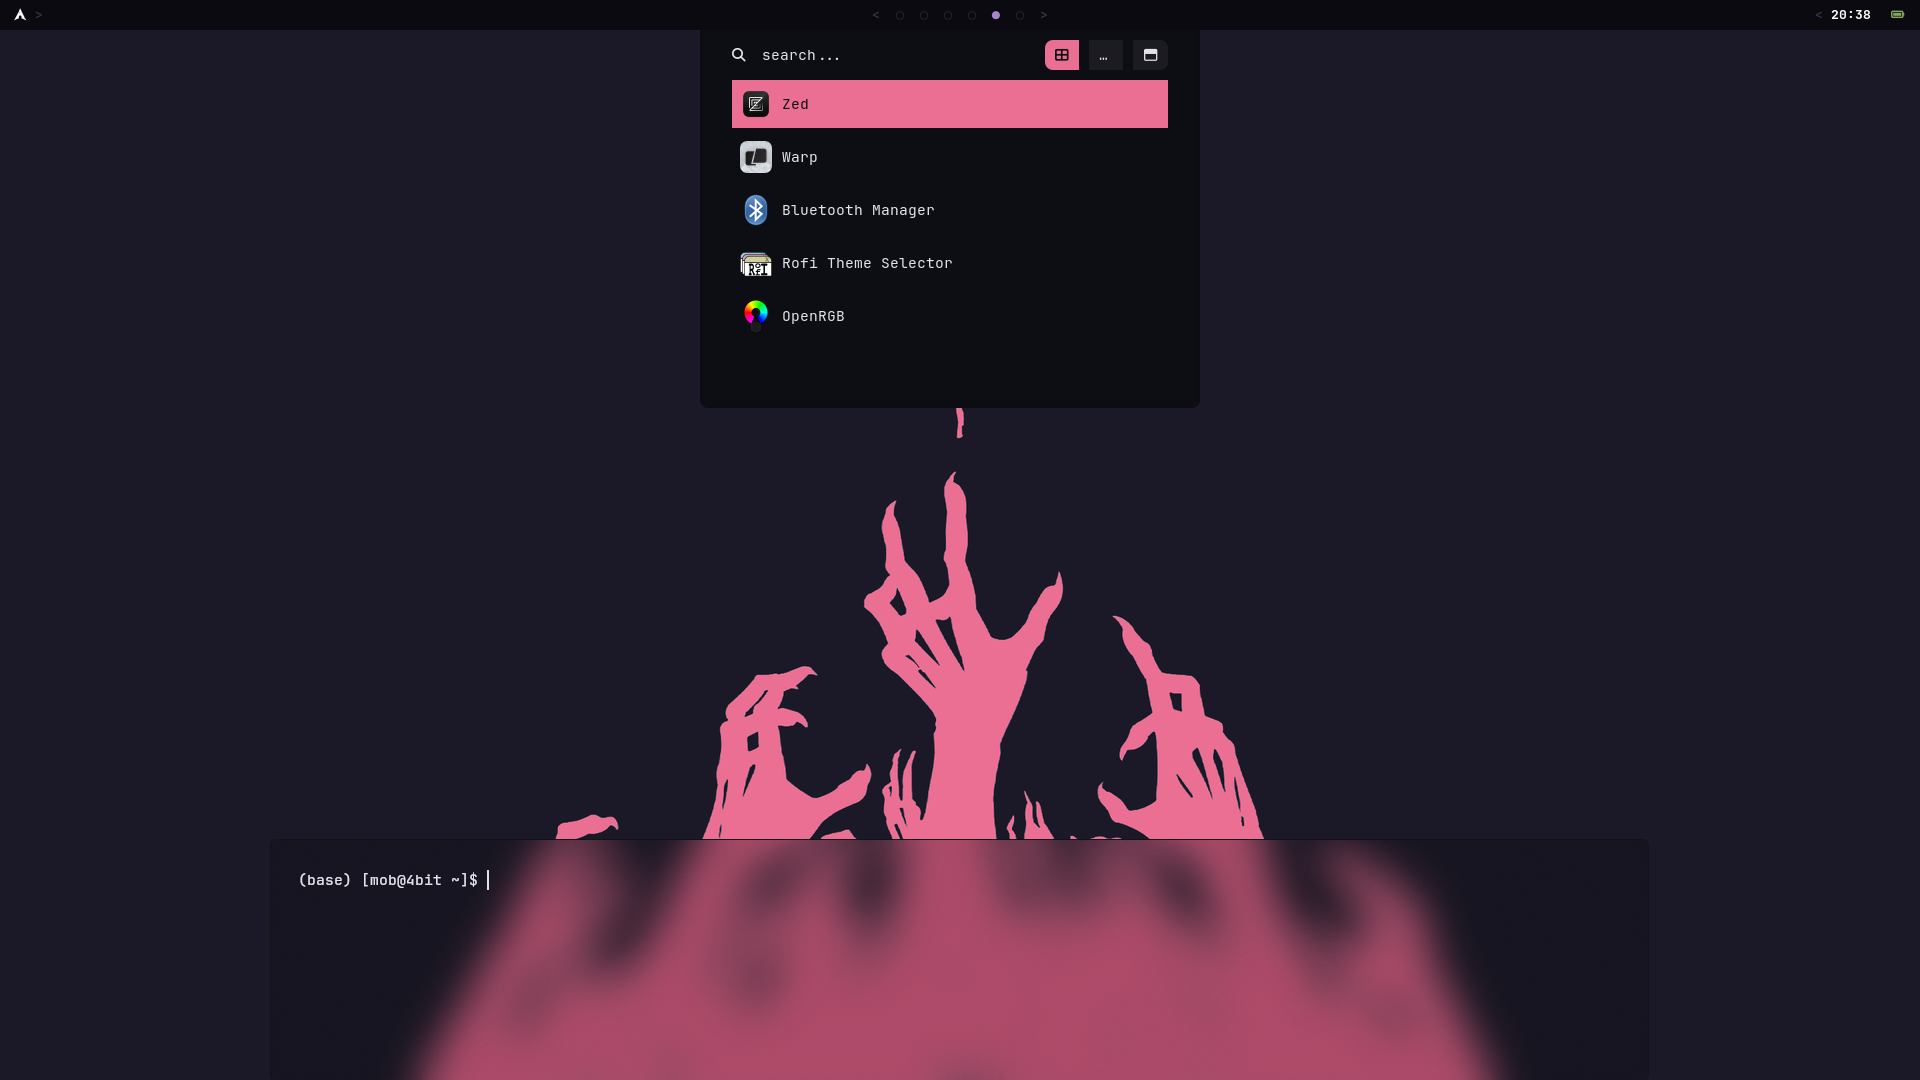 > < > < 20:38
search... …
Zed
Warp
Bluetooth Manager
Rofi Theme Selector
OpenRGB
(base) [mob@4bit ~]$